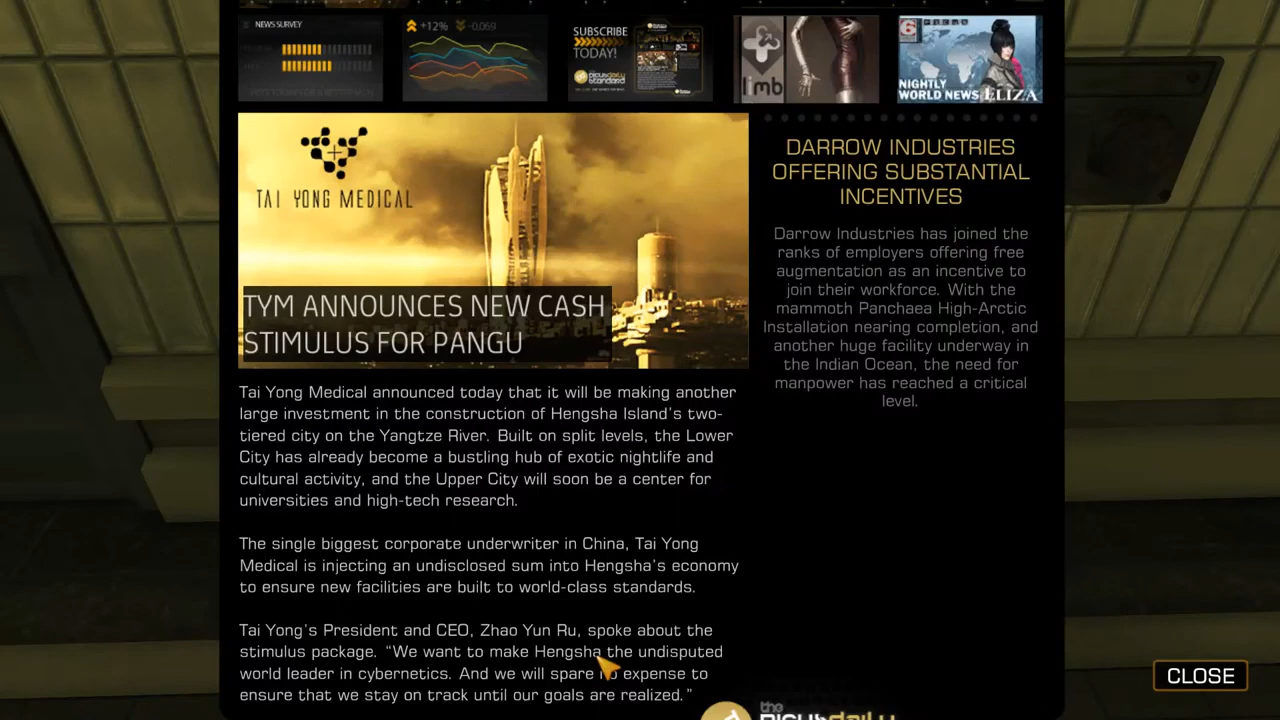 NEWS SURVEY
+12% -0.069
SUBSCRIBE
TODAY!
limb
6
NIGHTLY
WORLD NEWS ELIZA
TAI YONG MEDICAL
TYM ANNOUNCES NEW CASH
STIMULUS FOR PANGU
Tai Yong Medical announced today that it will be making another
large investment in the construction of Hengsha Island's two-
tiered city on the Yangtze River. Built on split levels, the Lower
City has already become a bustling hub of exotic nightlife and
cultural activity, and the Upper City will soon be a center for
universities and high-tech research.
The single biggest corporate underwriter in China, Tai Yong
Medical is injecting an undisclosed sum into Hengsha's economy
to ensure new facilities are built to world-class standards.
Tai Yong's President and CEO, Zhao Yun Ru, spoke about the
stimulus package. "We want to make Hengsha the undisputed
world leader in cybernetics. And we will spare no expense to
ensure that we stay on track until our goals are realized."
DARROW INDUSTRIES
OFFERING SUBSTANTIAL
INCENTIVES
Darrow Industries has joined the
ranks of employers offering free
augmentation as an incentive to
join their workforce. With the
mammoth Panchaea High-Arctic
Installation nearing completion, and
another huge facility underway in
the Indian Ocean, the need for
manpower has reached a critical
level.
CLOSE
the
Picus daily